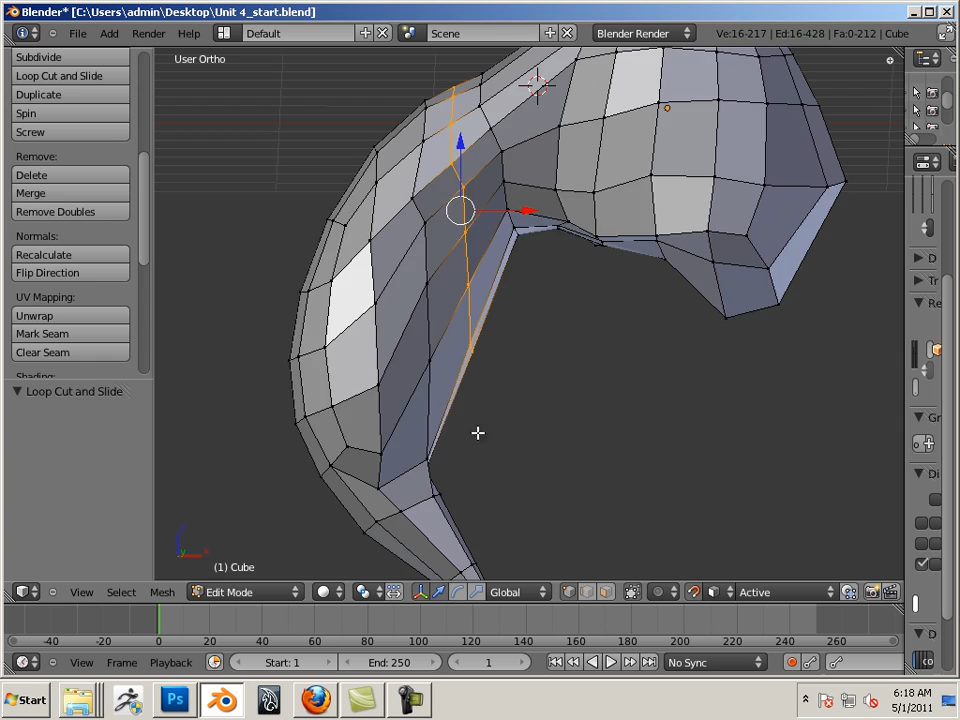 Blender* [C:\Users\admin\Desktop\Unit 4_start.blend]
File Add Render Help Default Scene Blender Render Ve:16-217 | Ed:16-428 | Fa:0-212 | Cube
Subdivide
Loop Cut and Slide
Duplicate
Spin
Screw
Remove:
Delete
Merge
Remove Doubles
Normals:
Recalculate
Flip Direction
UV Mapping:
Unwrap
Mark Seam
Clear Seam
Loop Cut and Slide
User Ortho
(1) Cube
D
Tr
Re
Gr
Di
D
View Select Mesh Edit Mode Global Active
-40 -20 0 20 40 60 80 100 120 140 160 180 200 220 240 260
View Frame Playback Start: 1 End: 250 1 No Sync
Start Ps 6:18 AM
5/1/2011